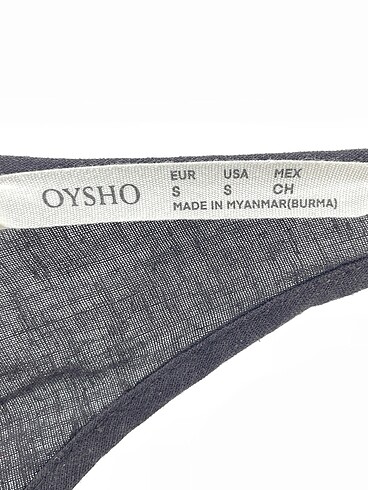 OYSHO
EUR USA MEX
S S CH
MADE IN MYANMAR(BURMA)